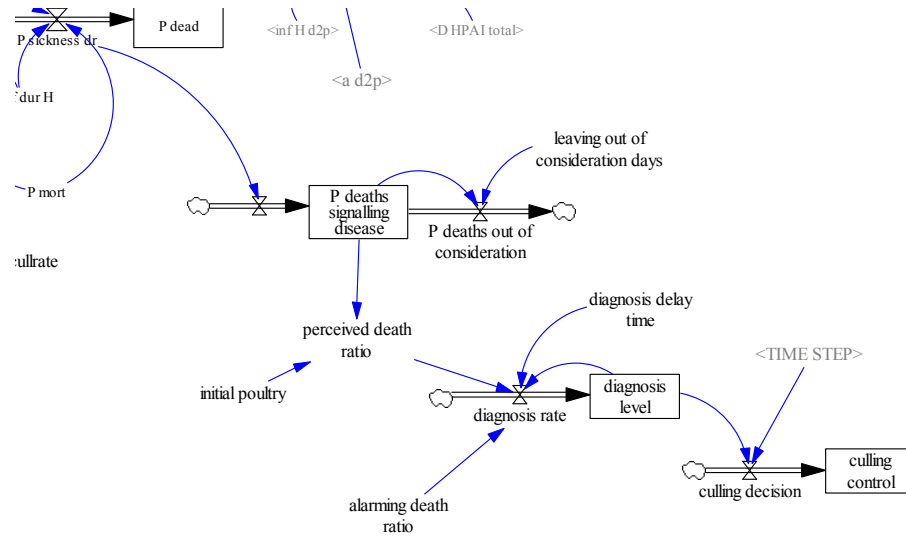 P dead
P sickness dr
<inf H d2p>
<D HPAI total>
<a d2p>
f dur H
P mort
leaving out of
consideration days
P deaths
signalling
disease
P deaths out of
consideration
cullrate
diagnosis delay
time
perceived death
ratio
<TIME STEP>
initial poultry
diagnosis rate
diagnosis
level
culling
control
culling decision
alarming death
ratio